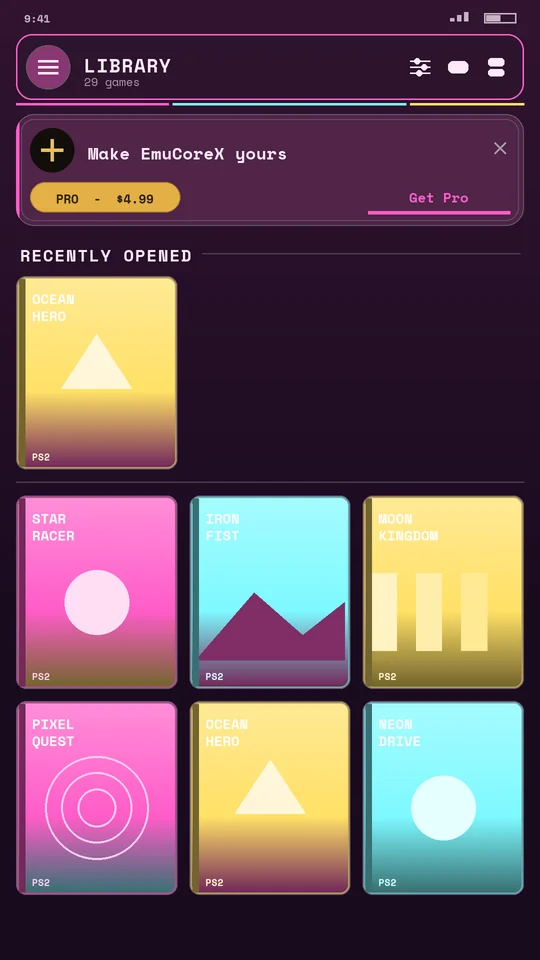 9:41
LIBRARY
29 games
Make EmuCoreX yours
PRO - $4.99
Get Pro
RECENTLY OPENED
OCEAN
HERO
PS2
STAR
RACER
PS2
IRON
FIST
PS2
MOON
KINGDOM
PS2
PIXEL
QUEST
PS2
OCEAN
HERO
PS2
NEON
DRIVE
PS2